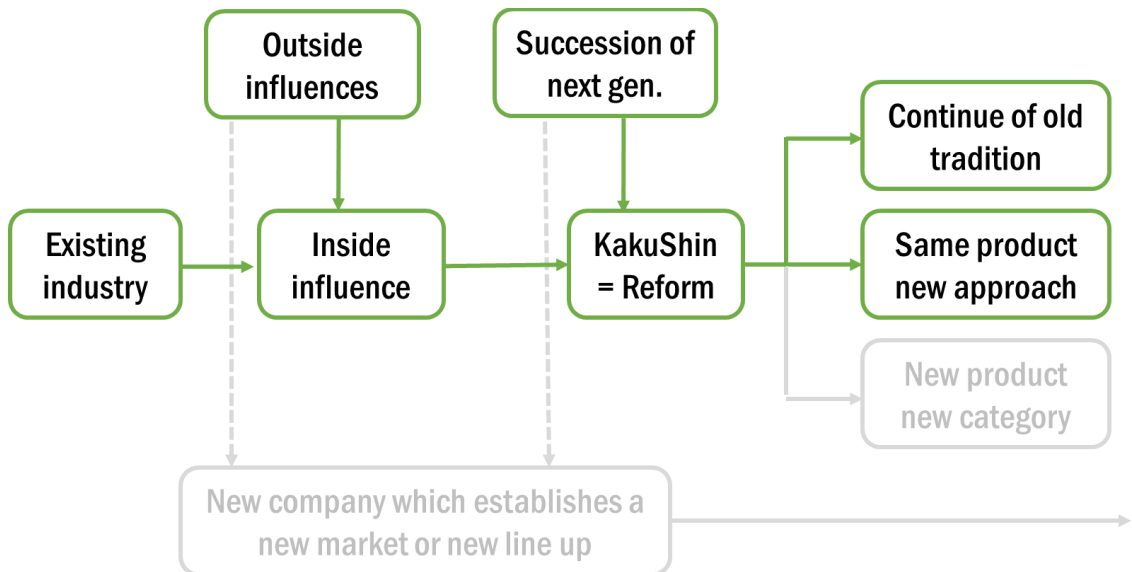 Outside
influences
Succession of
next gen.
Continue of old
tradition
Existing
industry
Inside
influence
KakuShin
= Reform
Same product
new approach
New product
new category
New company which establishes a
new market or new line up